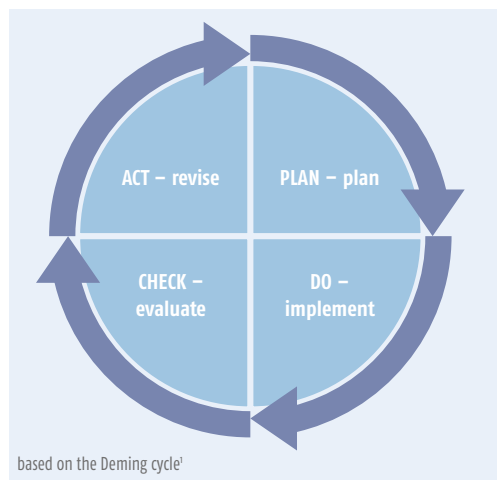 ACT – revise
PLAN – plan
CHECK –
evaluate
DO –
implement
based on the Deming cycle¹